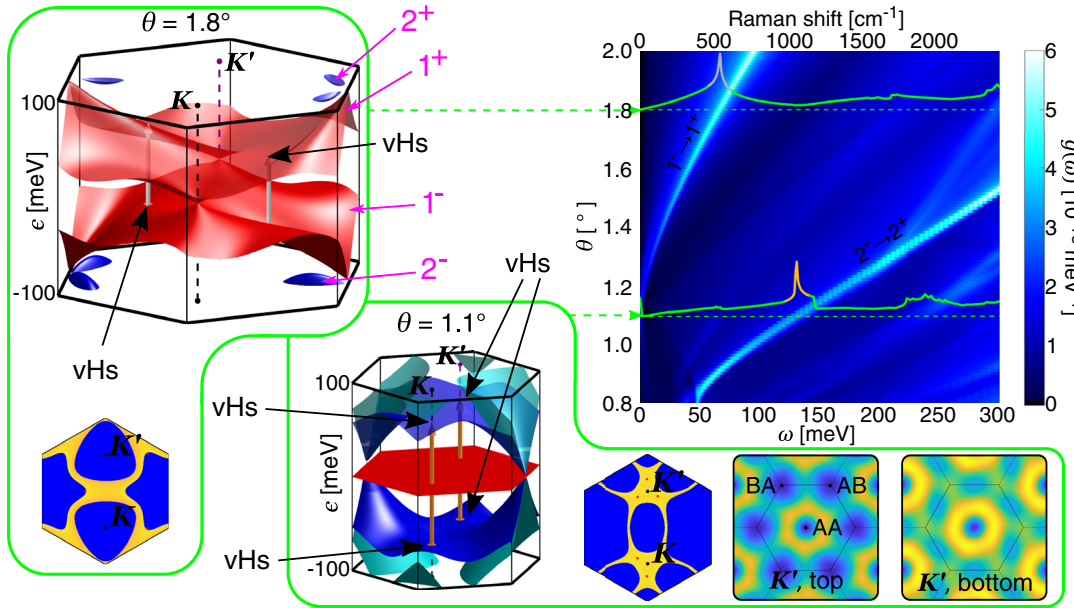 θ = 1.8°
2⁺
1⁺
K'
K
100
vHs
ϵ [meV]
1⁻
-100
2⁻
vHs
K'
K
θ = 1.1°
vHs
K'
100
K
vHs
ϵ [meV]
vHs
-100
Raman shift [cm⁻¹]
0 500 1000 1500 2000
2.0
1.8
1.6
1.4
1.2
1.0
0.8
θ [°]
1⁻→1⁺
2⁻→2⁺
0 50 100 150 200 250 300
ω [meV]
6
5
4
3
2
1
0
K'
K
BA AB
AA
K', top
K', bottom